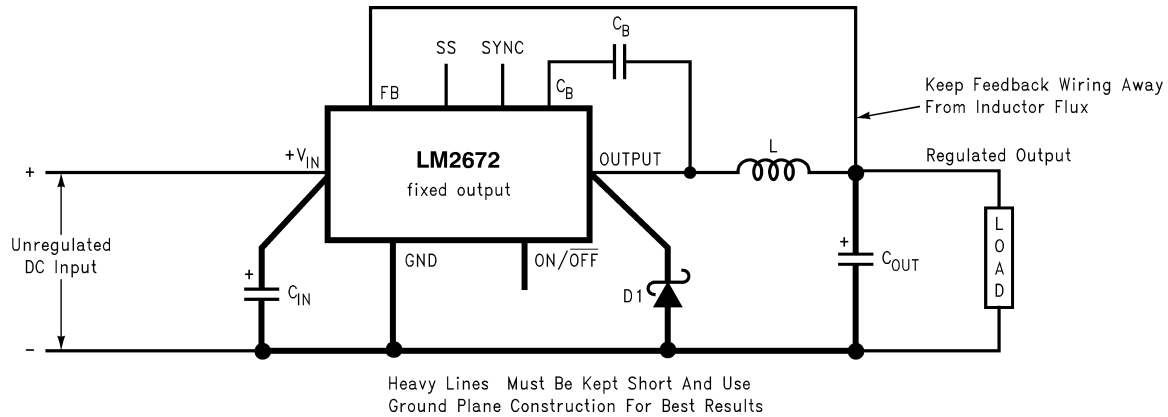 C_B
SS
SYNC
FB
C_B
Keep Feedback Wiring Away
From Inductor Flux
+V_IN
LM2672
fixed output
OUTPUT
L
Regulated Output
+
Unregulated
DC Input
-
+
C_IN
GND
ON/O̅F̅F̅
D1
+
C_OUT
LOAD
Heavy Lines Must Be Kept Short And Use
Ground Plane Construction For Best Results